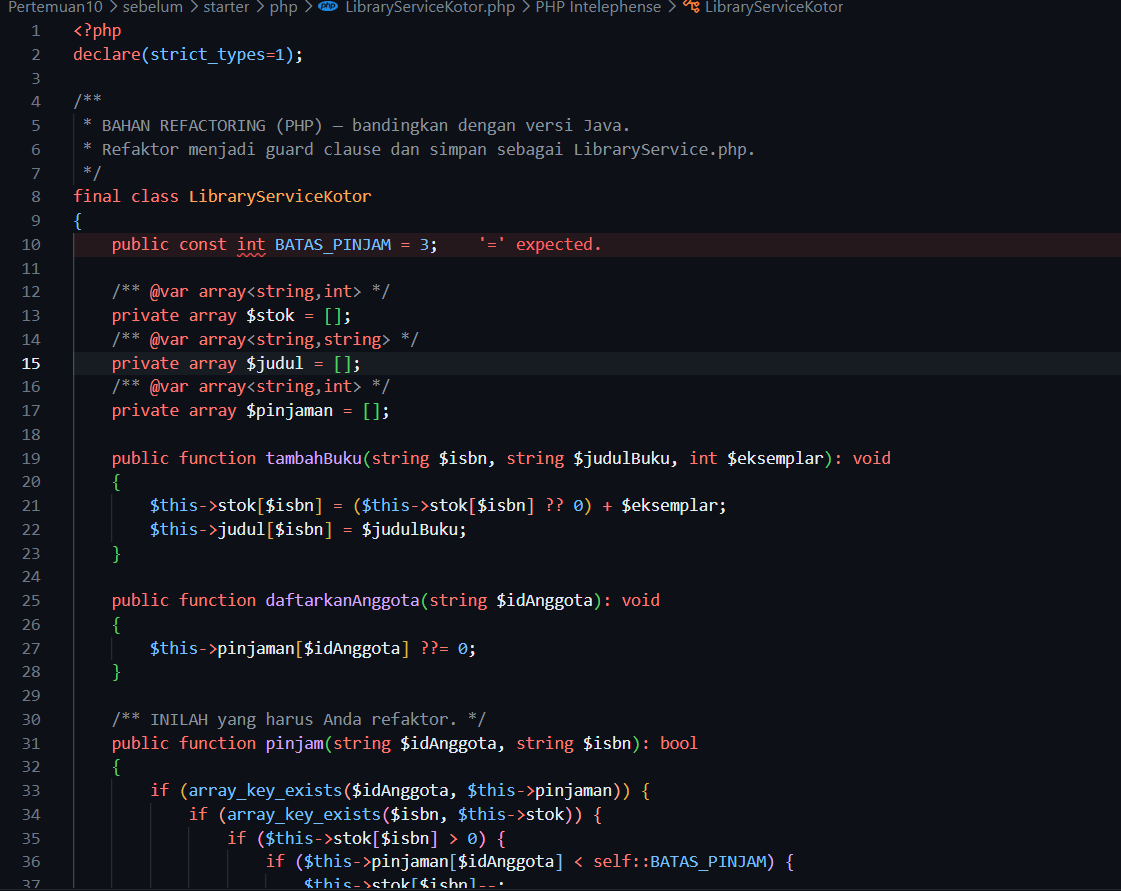 Pertemuan10 > sebelum > starter > php > php LibraryServiceKotor.php > PHP Intelephense > LibraryServiceKotor
1 <?php
2 declare(strict_types=1);
3
4 /**
5  * BAHAN REFACTORING (PHP) — bandingkan dengan versi Java.
6  * Refaktor menjadi guard clause dan simpan sebagai LibraryService.php.
7  */
8 final class LibraryServiceKotor
9 {
10     public const int BATAS_PINJAM = 3;    '=' expected.
11
12     /** @var array<string,int> */
13     private array $stok = [];
14     /** @var array<string,string> */
15     private array $judul = [];
16     /** @var array<string,int> */
17     private array $pinjaman = [];
18
19     public function tambahBuku(string $isbn, string $judulBuku, int $eksemplar): void
20     {
21         $this->stok[$isbn] = ($this->stok[$isbn] ?? 0) + $eksemplar;
22         $this->judul[$isbn] = $judulBuku;
23     }
24
25     public function daftarkanAnggota(string $idAnggota): void
26     {
27         $this->pinjaman[$idAnggota] ??= 0;
28     }
29
30     /** INILAH yang harus Anda refaktor. */
31     public function pinjam(string $idAnggota, string $isbn): bool
32     {
33         if (array_key_exists($idAnggota, $this->pinjaman)) {
34             if (array_key_exists($isbn, $this->stok)) {
35                 if ($this->stok[$isbn] > 0) {
36                     if ($this->pinjaman[$idAnggota] < self::BATAS_PINJAM) {
37                         $this->stok[$isbn]--;